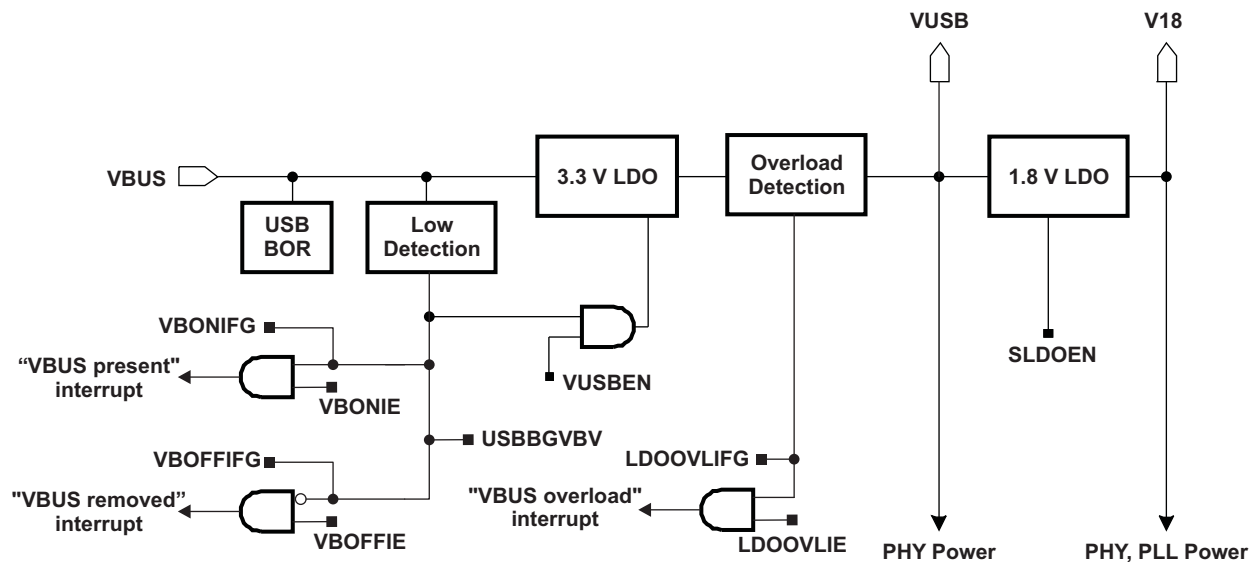 VUSB
V18
VBUS
3.3 V LDO
Overload
Detection
1.8 V LDO
USB
BOR
Low
Detection
VBONIFG
“VBUS present"
interrupt
VBONIE
VUSBEN
SLDOEN
USBBGVBV
VBOFFIFG
LDOOVLIFG
"VBUS removed”
interrupt
"VBUS overload"
interrupt
VBOFFIE
LDOOVLIE
PHY Power
PHY, PLL Power